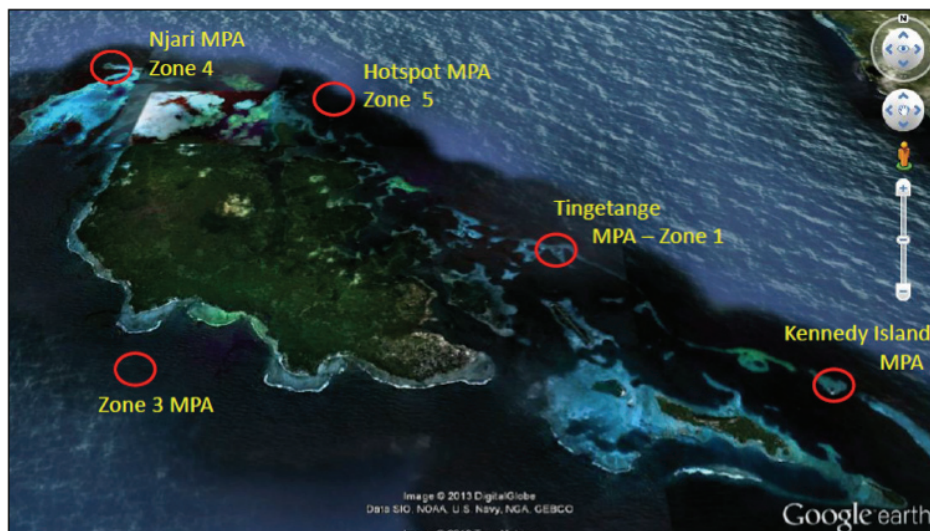 Njari MPA
Zone 4
Hotspot MPA
Zone 5
N
Tingetange
MPA – Zone 1
Kennedy Island
MPA
Zone 3 MPA
Image © 2013 DigitalGlobe
Data SIO, NOAA, U.S. Navy, NGA, GEBCO
Google earth